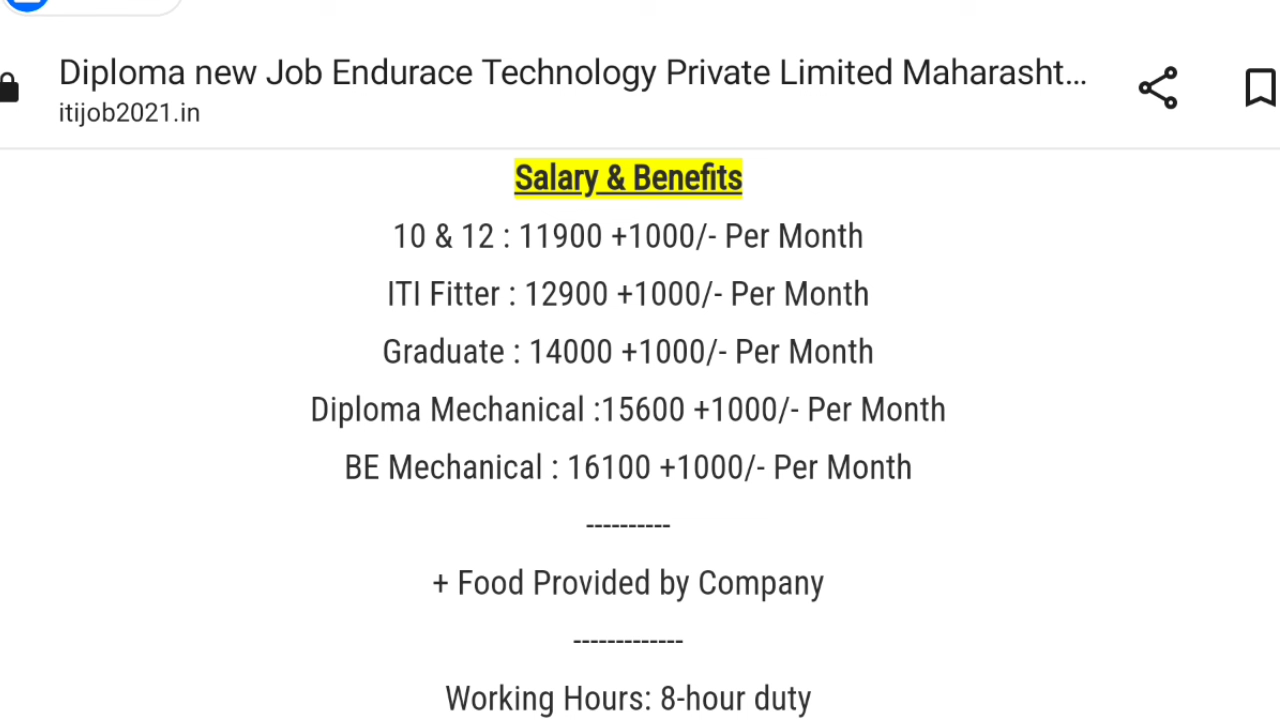 Diploma new Job Endurace Technology Private Limited Maharasht...
itijob2021.in
Salary & Benefits
10 & 12 : 11900 +1000/- Per Month
ITI Fitter : 12900 +1000/- Per Month
Graduate : 14000 +1000/- Per Month
Diploma Mechanical :15600 +1000/- Per Month
BE Mechanical : 16100 +1000/- Per Month
----------
+ Food Provided by Company
-------------
Working Hours: 8-hour duty